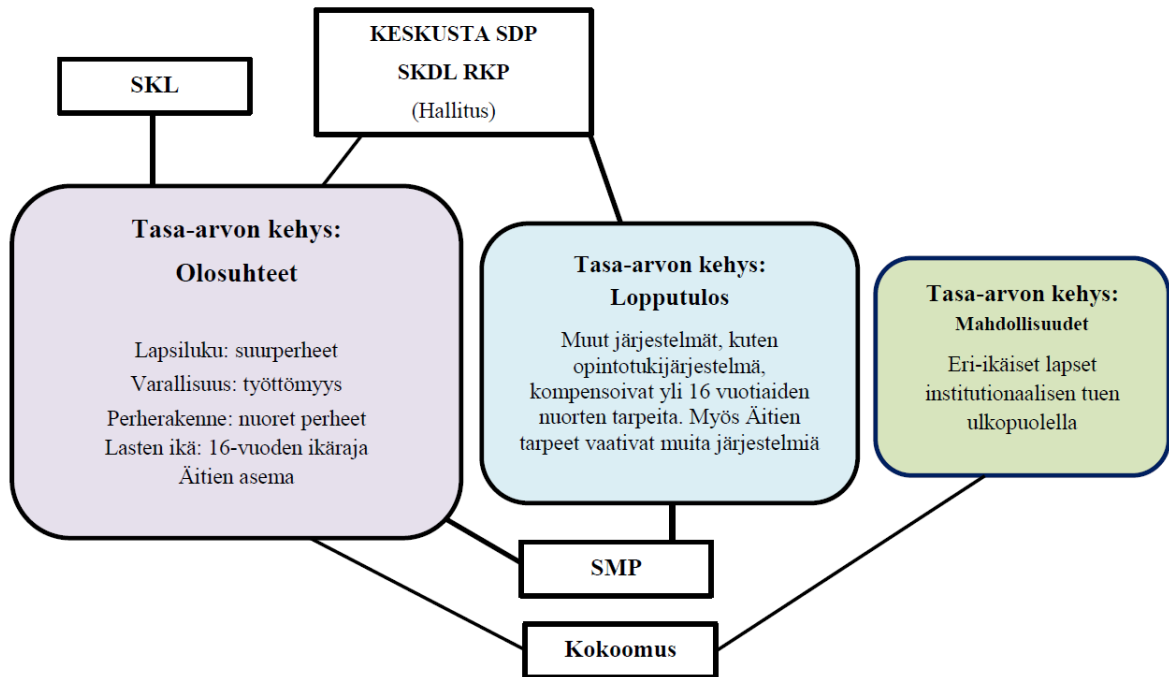 KESKUSTA SDP
SKDL RKP
(Hallitus)
SKL
Tasa-arvon kehys:
Olosuhteet
Lapsiluku: suurperheet
Varallisuus: työttömyys
Perherakenne: nuoret perheet
Lasten ikä: 16-vuoden ikäraja
Äitien asema
Tasa-arvon kehys:
Lopputulos
Muut järjestelmät, kuten
opintotukijärjestelmä,
kompensoivat yli 16 vuotiaiden
nuorten tarpeita. Myös Äitien
tarpeet vaativat muita järjestelmiä
Tasa-arvon kehys:
Mahdollisuudet
Eri-ikäiset lapset
institutionaalisen tuen
ulkopuolella
SMP
Kokoomus